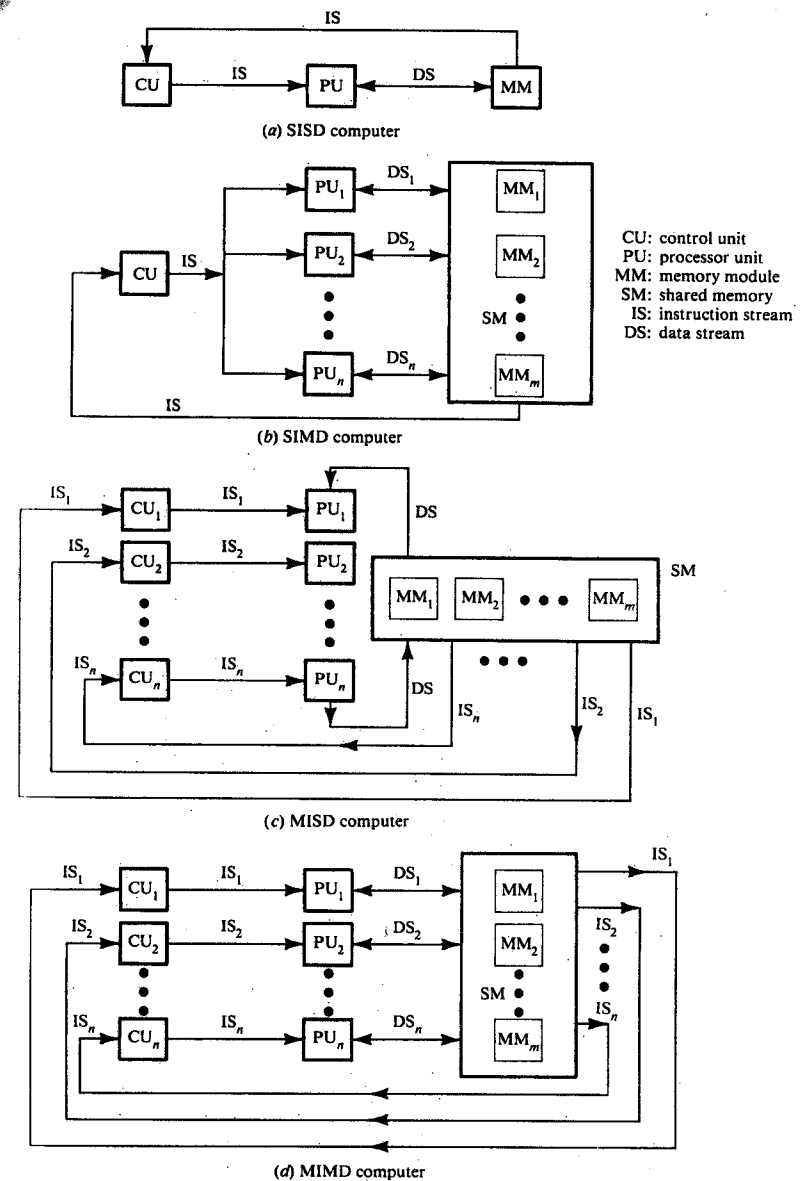 IS
CU IS PU DS MM
(a) SISD computer
PU₁ DS₁ MM₁
CU IS PU₂ DS₂ MM₂
SM
PUₙ DSₙ MMₘ
IS
CU: control unit
PU: processor unit
MM: memory module
SM: shared memory
IS: instruction stream
DS: data stream
(b) SIMD computer
IS₁ CU₁ IS₁ PU₁ DS
IS₂ CU₂ IS₂ PU₂ SM
MM₁ MM₂ MMₘ
ISₙ CUₙ ISₙ PUₙ DS ISₙ IS₂ IS₁
(c) MISD computer
IS₁ CU₁ IS₁ PU₁ DS₁ MM₁ IS₁
IS₂ CU₂ IS₂ PU₂ DS₂ MM₂ IS₂
SM
ISₙ CUₙ ISₙ PUₙ DSₙ MMₘ ISₙ
(d) MIMD computer